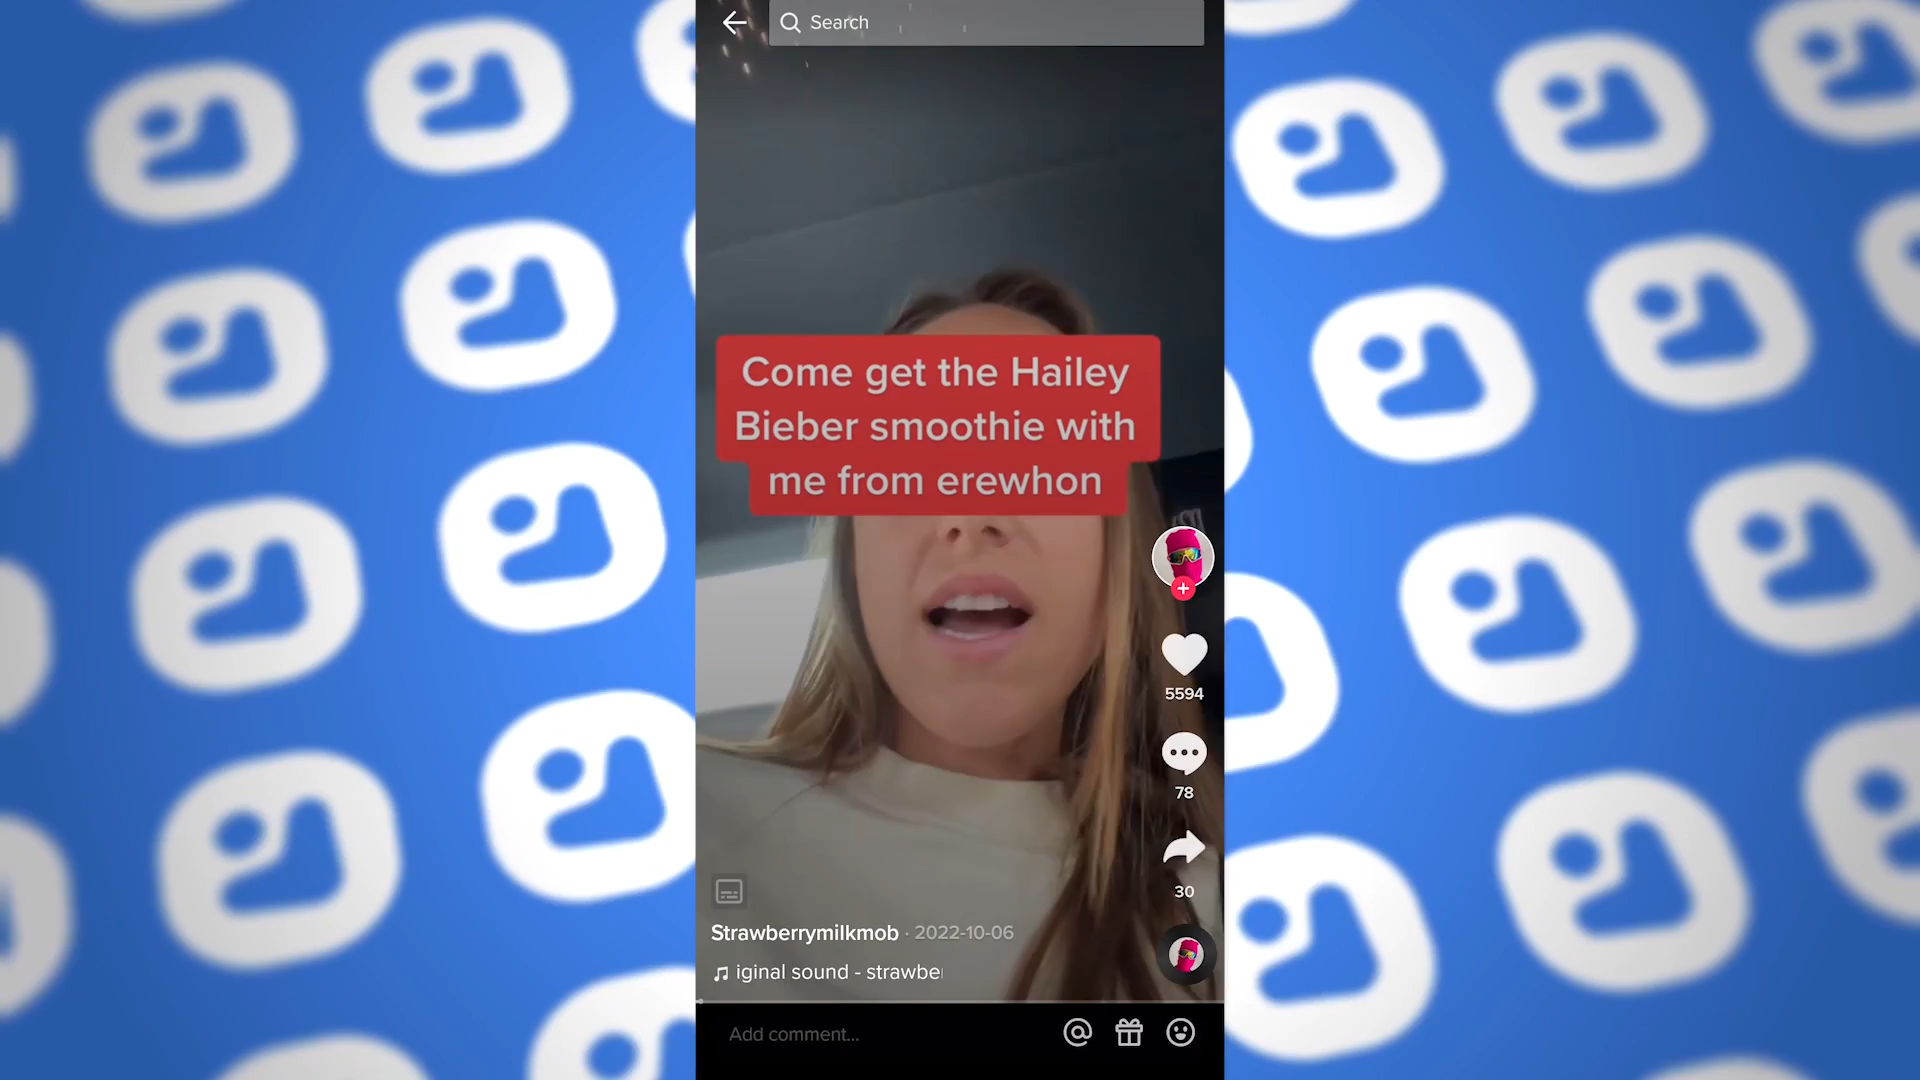 Search
Come get the Hailey
Bieber smoothie with
me from erewhon
5594
78
30
Strawberrymilkmob · 2022-10-06
iginal sound - strawbe
Add comment...